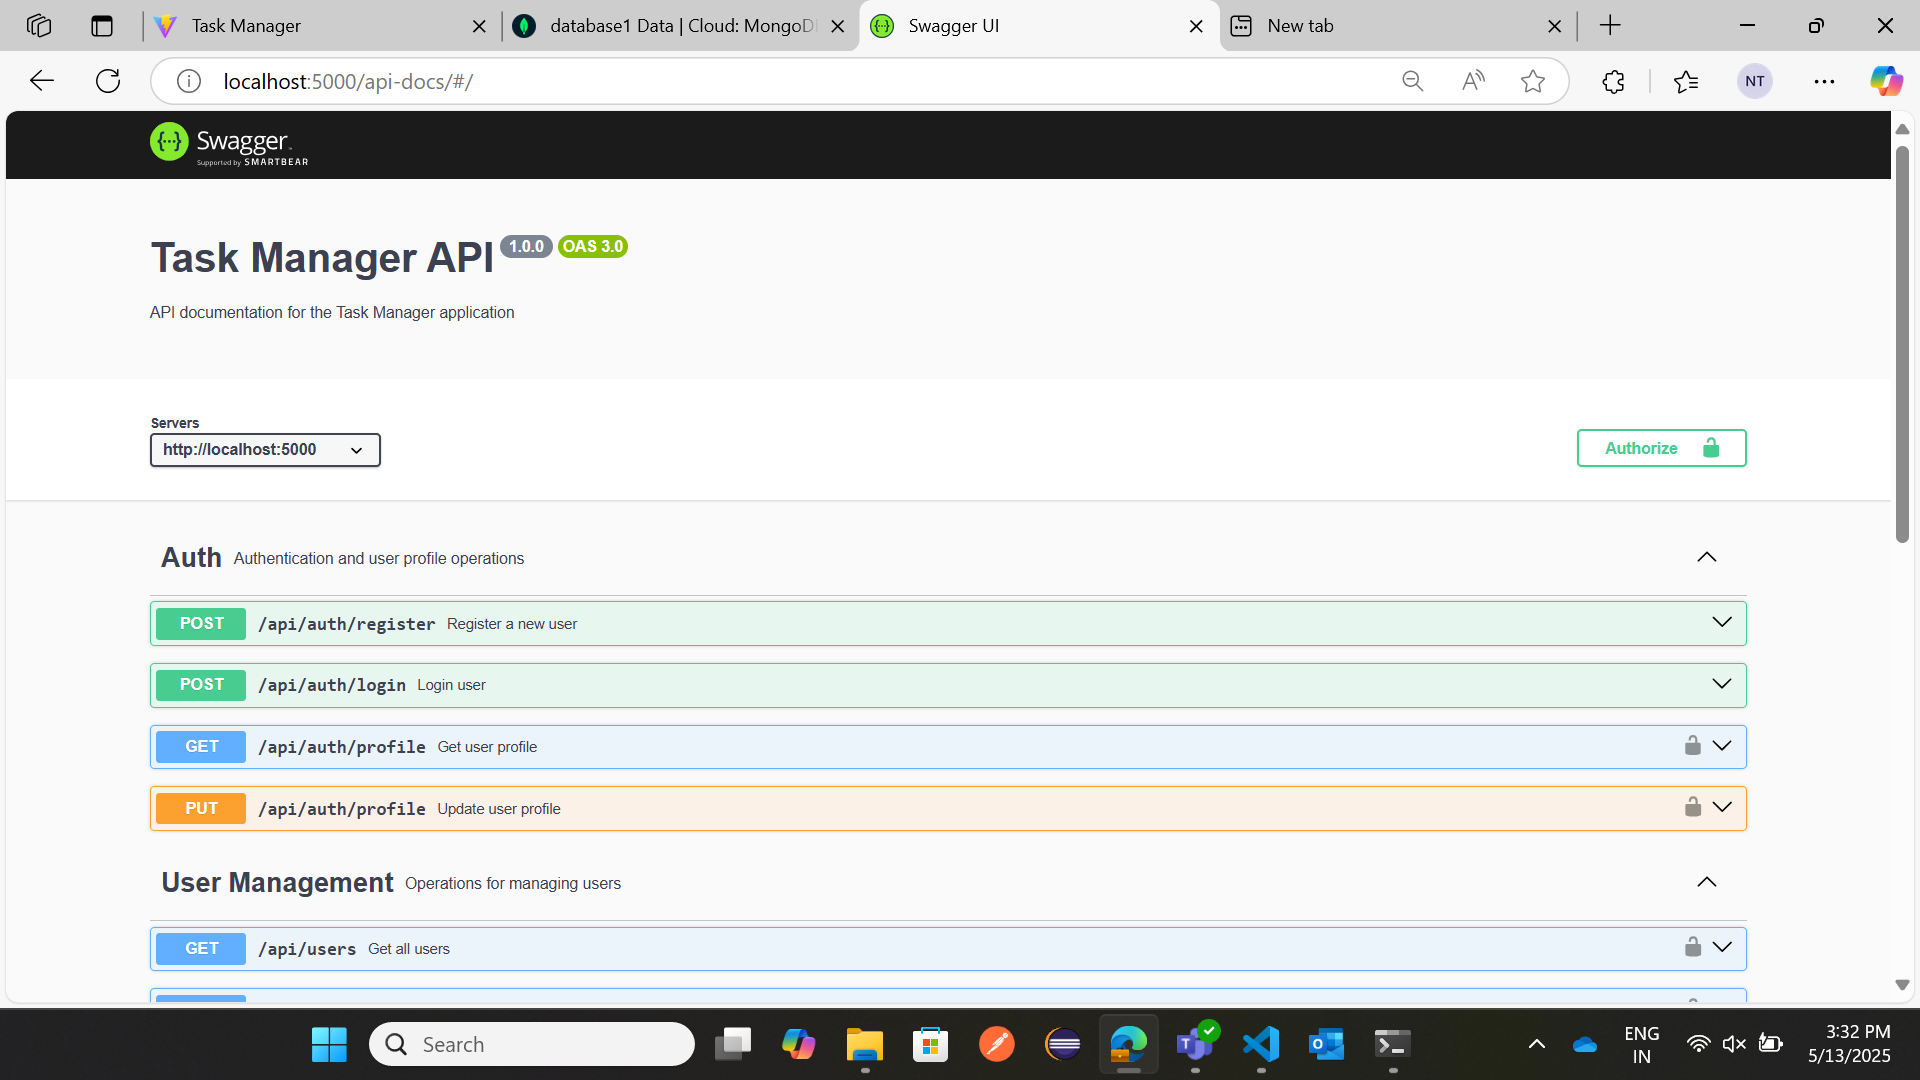 Task Manager
database1 Data | Cloud: MongoD
Swagger UI
New tab
localhost:5000/api-docs/#/
NT
Swagger
Supported by SMARTBEAR
Task Manager API 1.0.0 OAS 3.0
API documentation for the Task Manager application
Servers
http://localhost:5000
Authorize
Auth Authentication and user profile operations
POST /api/auth/register Register a new user
POST /api/auth/login Login user
GET /api/auth/profile Get user profile
PUT /api/auth/profile Update user profile
User Management Operations for managing users
GET /api/users Get all users
Search
ENG
IN
3:32 PM
5/13/2025